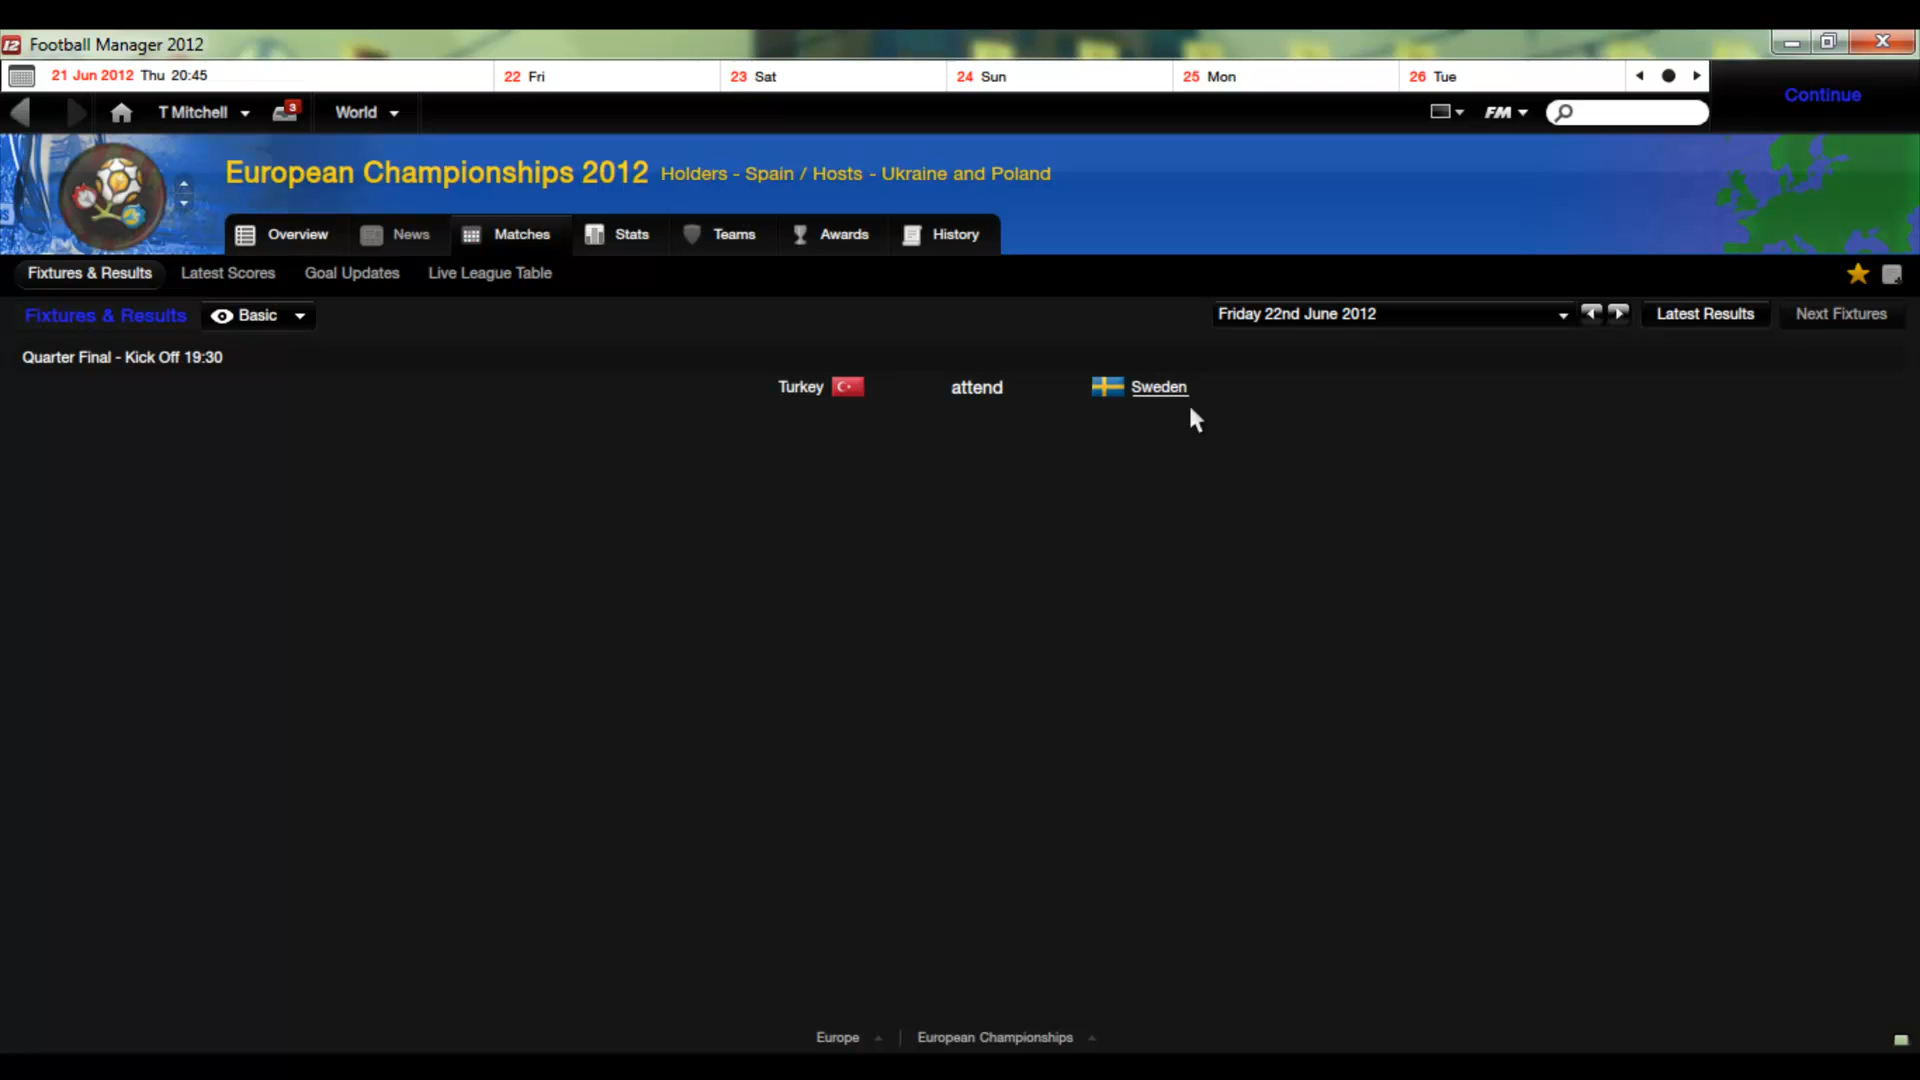 Football Manager 2012
21 Jun 2012 Thu 20:45 22 Fri 23 Sat 24 Sun 25 Mon 26 Tue
Continue
T Mitchell 3 World FM
European Championships 2012 Holders - Spain / Hosts - Ukraine and Poland
Overview News Matches Stats Teams Awards History
Fixtures & Results Latest Scores Goal Updates Live League Table
Fixtures & Results Basic Friday 22nd June 2012 Latest Results Next Fixtures
Quarter Final - Kick Off 19:30
Turkey attend Sweden
Europe European Championships